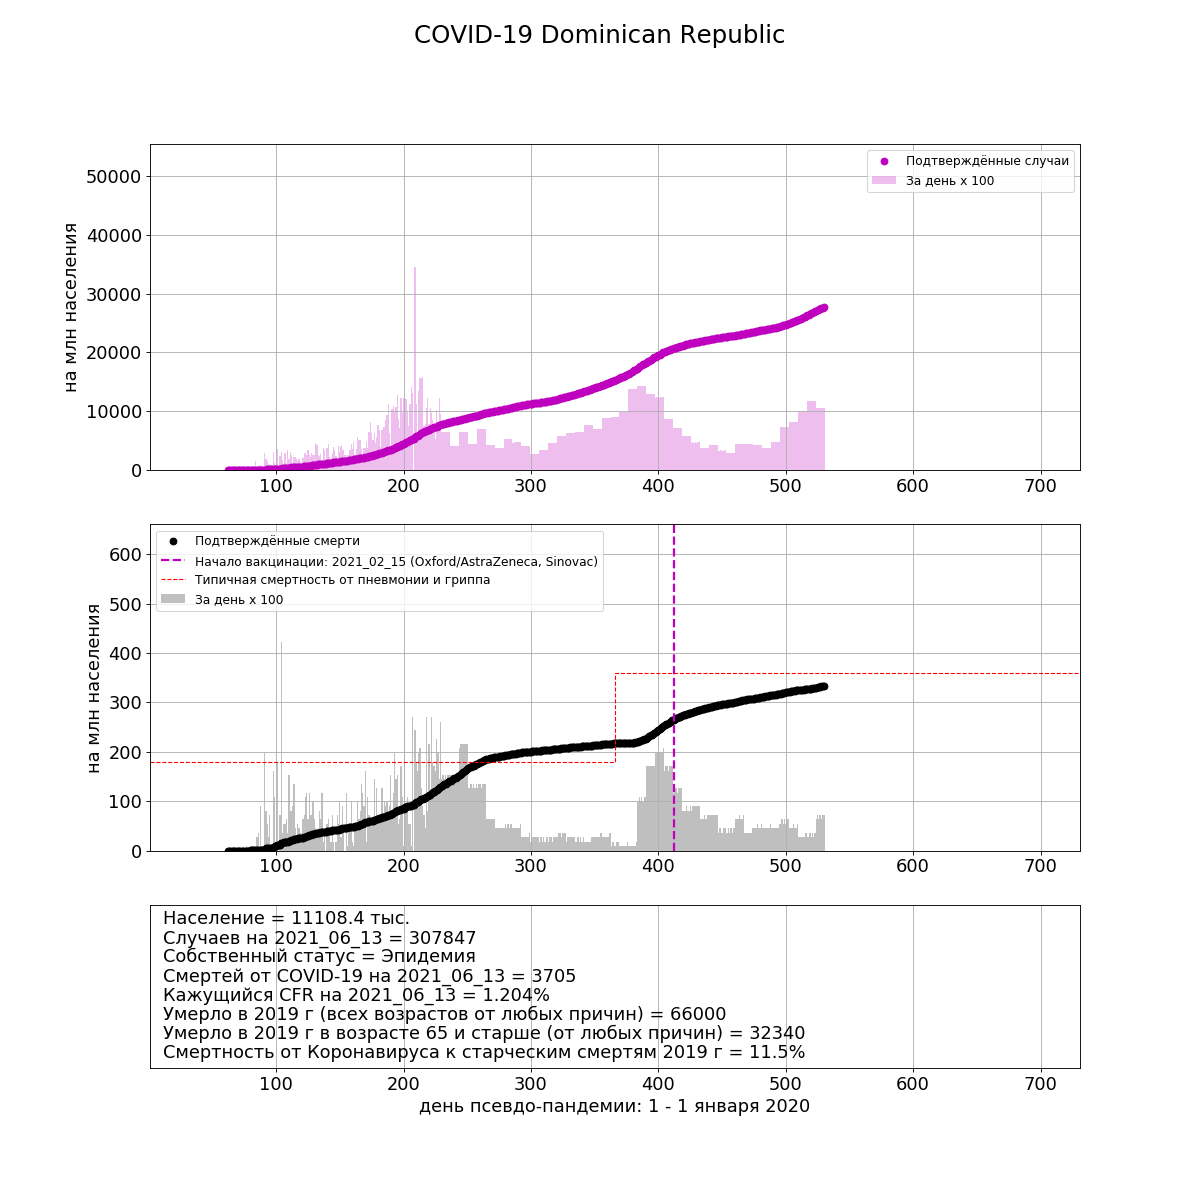 COVID-19 Dominican Republic
50000
40000
30000
20000
10000
0
на млн населения
Подтверждённые случаи
За день x 100
100 200 300 400 500 600 700
600
500
400
300
200
100
0
на млн населения
Подтверждённые смерти
Начало вакцинации: 2021_02_15 (Oxford/AstraZeneca, Sinovac)
Типичная смертность от пневмонии и гриппа
За день x 100
100 200 300 400 500 600 700
Население = 11108.4 тыс.
Случаев на 2021_06_13 = 307847
Собственный статус = Эпидемия
Смертей от COVID-19 на 2021_06_13 = 3705
Кажущийся CFR на 2021_06_13 = 1.204%
Умерло в 2019 г (всех возрастов от любых причин) = 66000
Умерло в 2019 г в возрасте 65 и старше (от любых причин) = 32340
Смертность от Коронавируса к старческим смертям 2019 г = 11.5%
100 200 300 400 500 600 700
день псевдо-пандемии: 1 - 1 января 2020